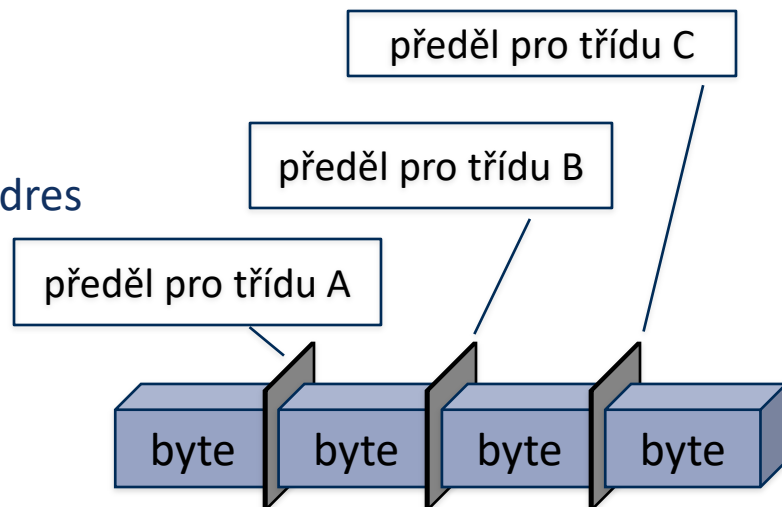 předěl pro třídu C
předěl pro třídu B
dres
předěl pro třídu A
byte byte byte byte